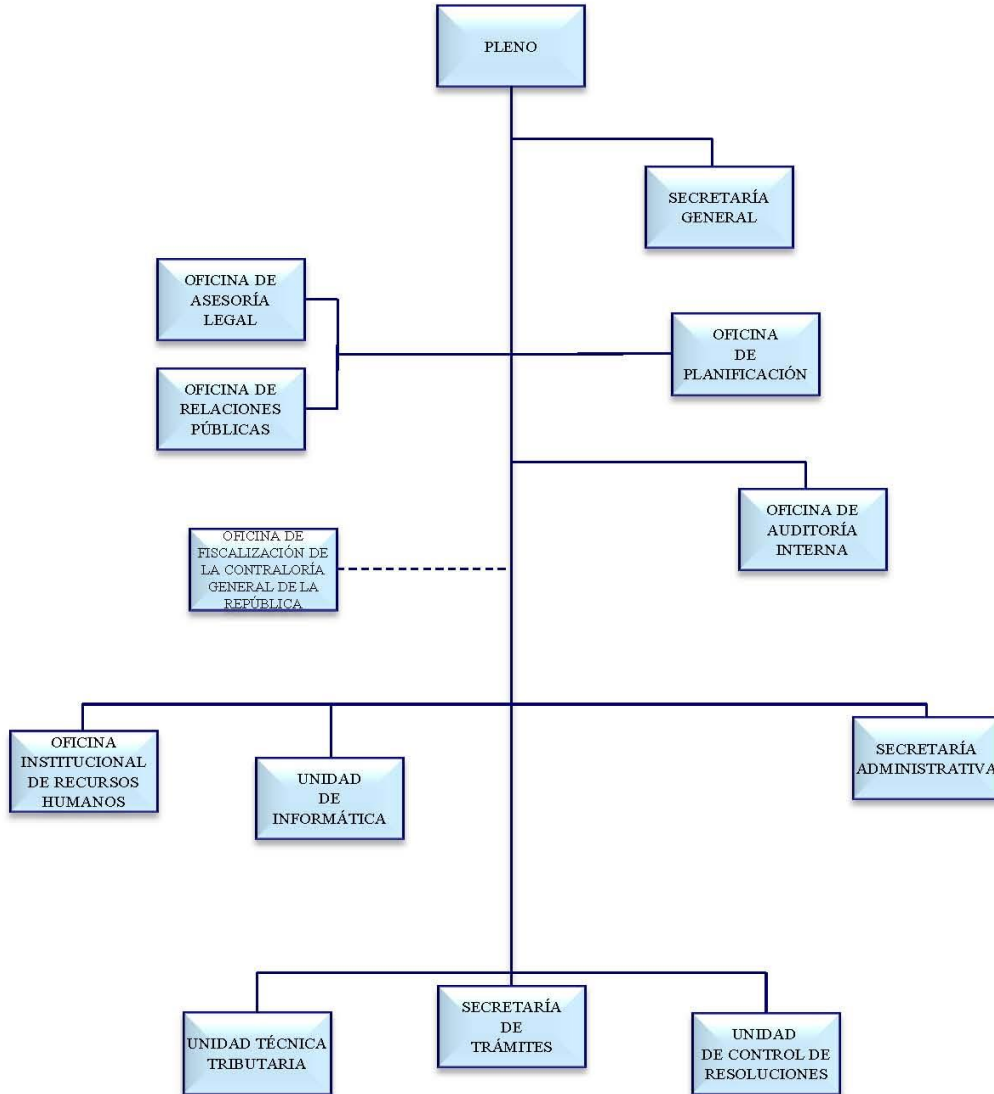 PLENO
SECRETARÍA
GENERAL
OFICINA DE
ASESORÍA
LEGAL
OFICINA
DE
PLANIFICACIÓN
OFICINA DE
RELACIONES
PÚBLICAS
OFICINA DE
AUDITORÍA
INTERNA
OFICINA DE
FISCALIZACIÓN DE
LA CONTRALORÍA
GENERAL DE LA
REPÚBLICA
OFICINA
INSTITUCIONAL
DE RECURSOS
HUMANOS
UNIDAD
DE
INFORMÁTICA
SECRETARÍA
ADMINISTRATIVA
UNIDAD TÉCNICA
TRIBUTARIA
SECRETARÍA
DE
TRÁMITES
UNIDAD
DE CONTROL DE
RESOLUCIONES